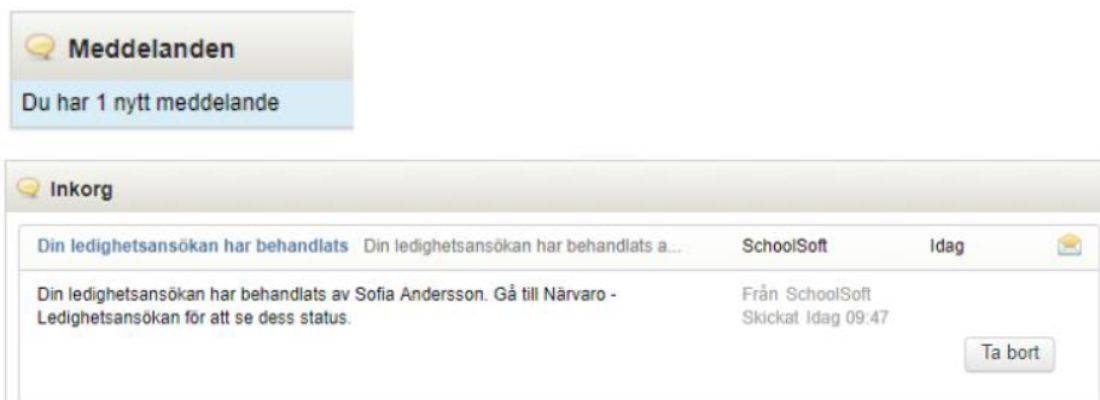 Meddelanden
Du har 1 nytt meddelande
Inkorg
Din ledighetsansökan har behandlats Din ledighetsansökan har behandlats a... SchoolSoft Idag
Din ledighetsansökan har behandlats av Sofia Andersson. Gå till Närvaro -
Ledighetsansökan för att se dess status.
Från SchoolSoft
Skickat Idag 09:47
Ta bort